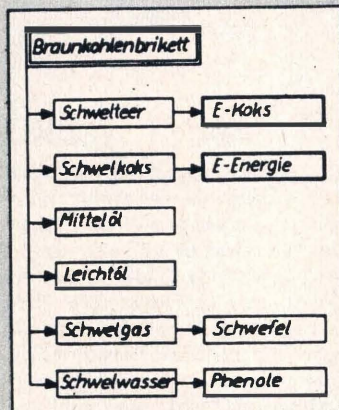 Braunkohlenbrikett
Schwelteer E-Koks
Schwelkoks E-Energie
Mittelöl
Leichtöl
Schwelgas Schwefel
Schwelwasser Phenole